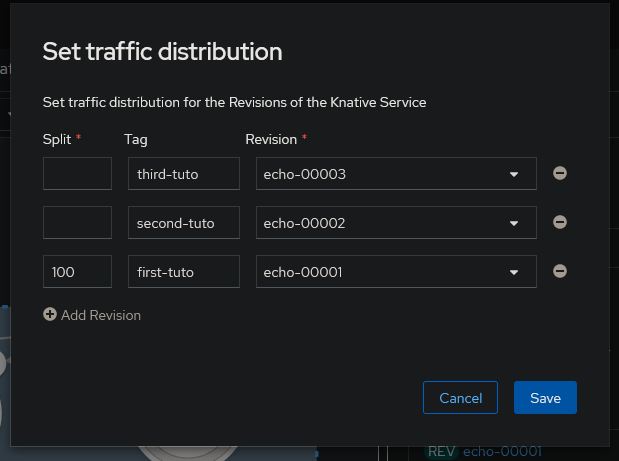 Set traffic distribution
Set traffic distribution for the Revisions of the Knative Service
Split * Tag Revision *
third-tuto echo-00003
second-tuto echo-00002
100 first-tuto echo-00001
Add Revision
Cancel Save
REV echo-00001